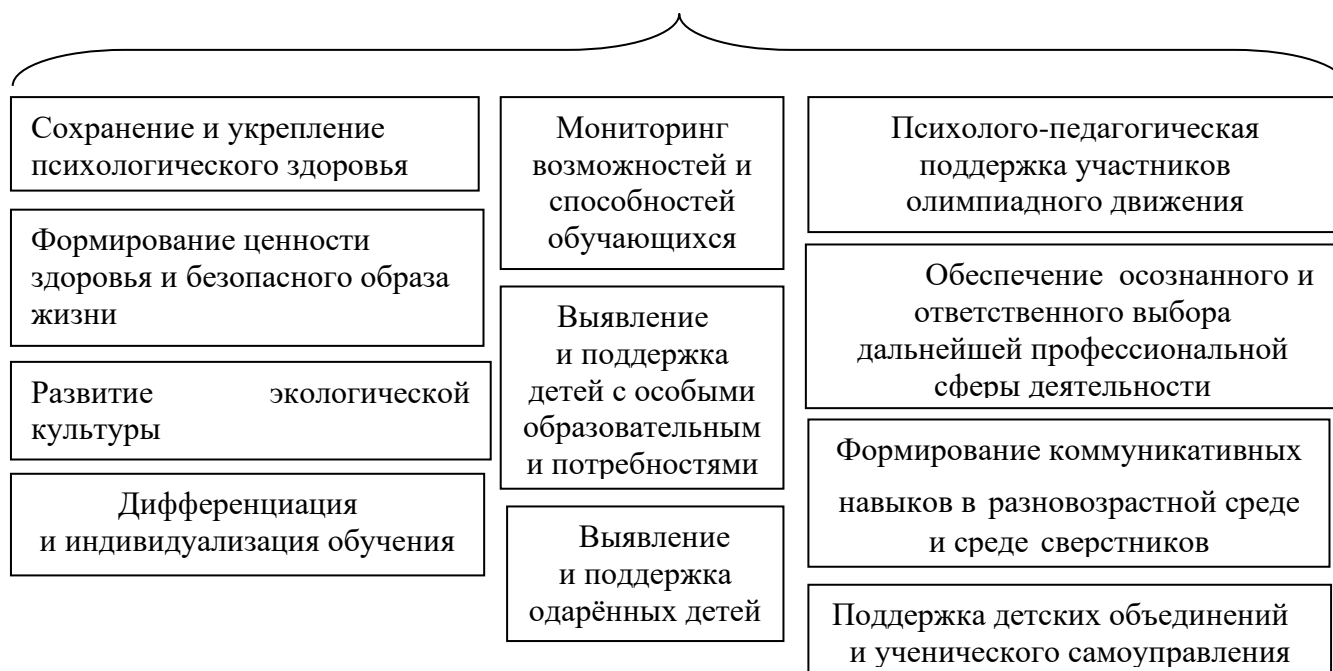 Сохранение и укрепление
психологического здоровья
Формирование ценности
здоровья и безопасного образа
жизни
Развитие экологической
культуры
Дифференциация
и индивидуализация обучения
Мониторинг
возможностей и
способностей
обучающихся
Выявление
и поддержка
детей с особыми
образовательным
и потребностями
Выявление
и поддержка
одарённых детей
Психолого-педагогическая
поддержка участников
олимпиадного движения
Обеспечение осознанного и
ответственного выбора
дальнейшей профессиональной
сферы деятельности
Формирование коммуникативных
навыков в разновозрастной среде
и среде сверстников
Поддержка детских объединений
и ученического самоуправления